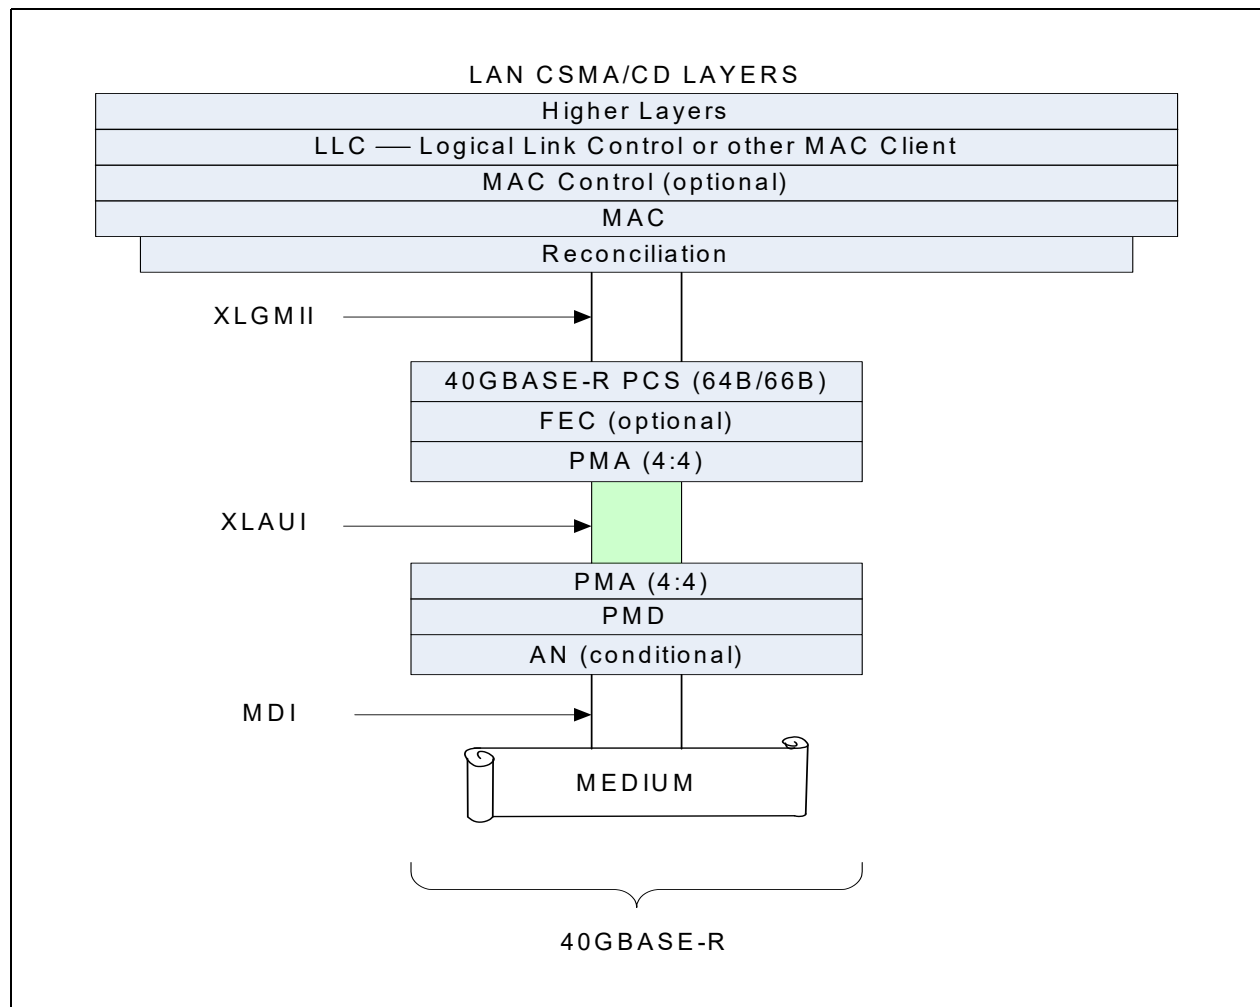 LAN CSMA/CD LAYERS
Higher Layers
LLC — Logical Link Control or other MAC Client
MAC Control (optional)
MAC
Reconciliation
XLGMII
40GBASE-R PCS (64B/66B)
FEC (optional)
PMA (4:4)
XLAUI
PMA (4:4)
PMD
AN (conditional)
MDI
MEDIUM
40GBASE-R